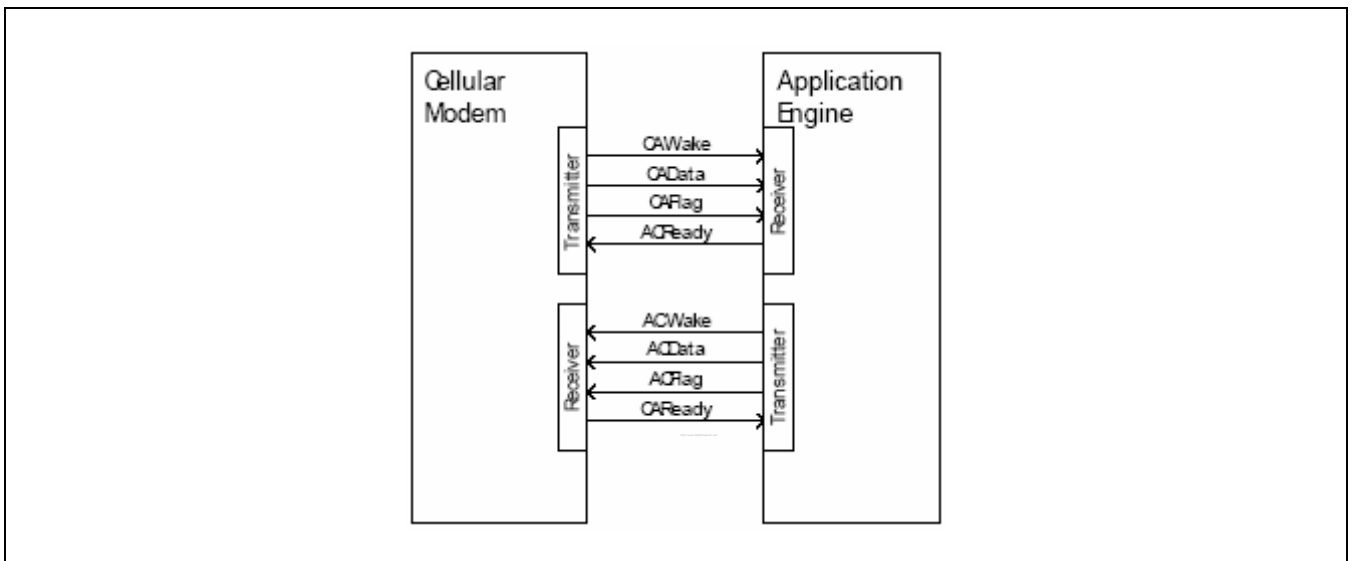 Cellular
Modem
Application
Engine
Transmitter
CAWake
CAData
CAFlag
ACReady
Receiver
Receiver
ACWake
ACData
ACFlag
CAReady
Transmitter